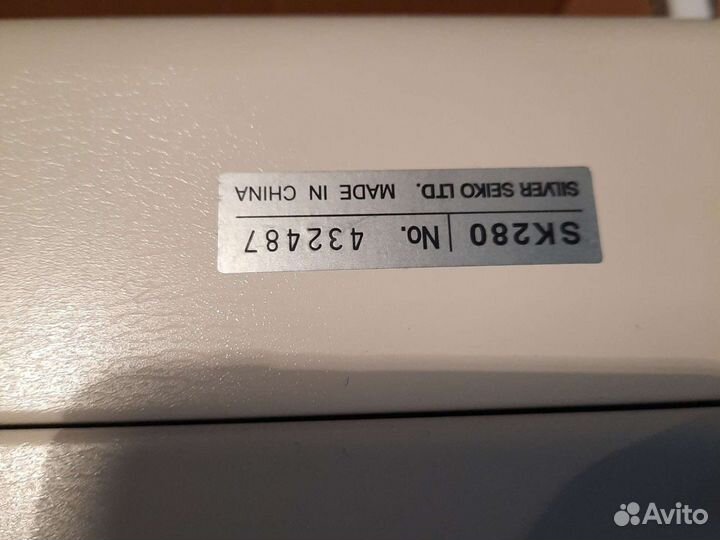 SK280 No. 432487
SILVER SEIKO LTD. MADE IN CHINA
Avito